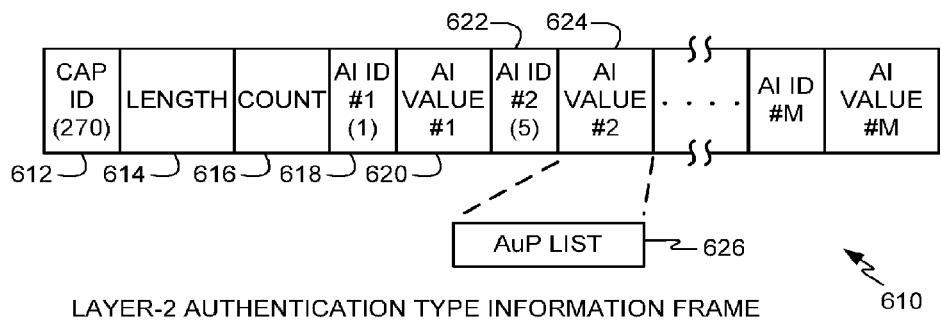 622 624
CAP ID (270)
LENGTH
COUNT
AI ID #1 (1)
AI VALUE #1
AI ID #2 (5)
AI VALUE #2
. . . .
AI ID #M
AI VALUE #M
612 614 616 618 620
AuP LIST
626
610
LAYER-2 AUTHENTICATION TYPE INFORMATION FRAME